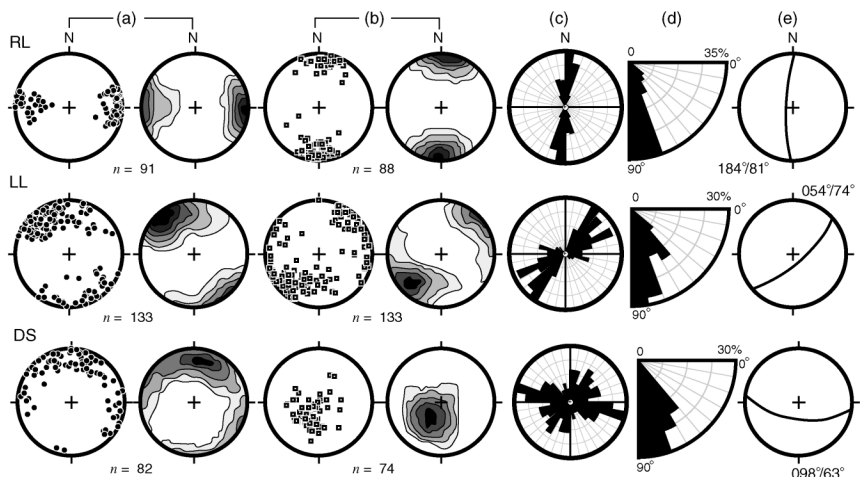 (a) (b) (c) (d) (e)
RL N N N N N N
0 35% 0°
90°
n = 91 n = 88 184°/81°
LL 0 30% 0° 054°/74°
90°
n = 133 n = 133
DS 0 30% 0°
90°
n = 82 n = 74 098°/63°